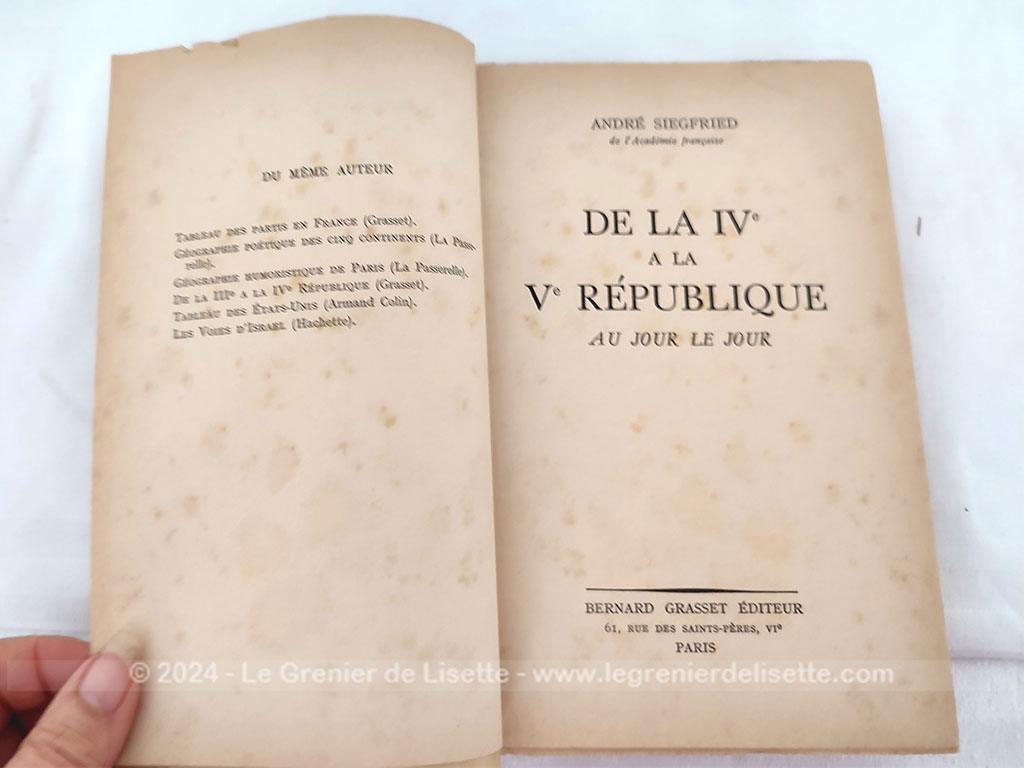 DU MÊME AUTEUR
TABLEAU DES PARTIS EN FRANCE (Grasset).
GÉOGRAPHIE POÉTIQUE DES CINQ CONTINENTS (LA Passe-
relle).
GÉOGRAPHIE HUMORISTIQUE DE PARIS (La Passerelle).
DE LA IIIe A LA IVe RÉPUBLIQUE (Grasset).
TABLEAU DES ÉTATS-UNIS (Armand Colin).
LES VOIES D'ISRAEL (Hachette).
ANDRÉ SIEGFRIED
de l'Académie française
DE LA IVe
A LA
Ve RÉPUBLIQUE
AU JOUR LE JOUR
BERNARD GRASSET ÉDITEUR
61, RUE DES SAINTS-PÈRES, VIe
PARIS
© 2024 - Le Grenier de Lisette - www.legrenierdelisette.com